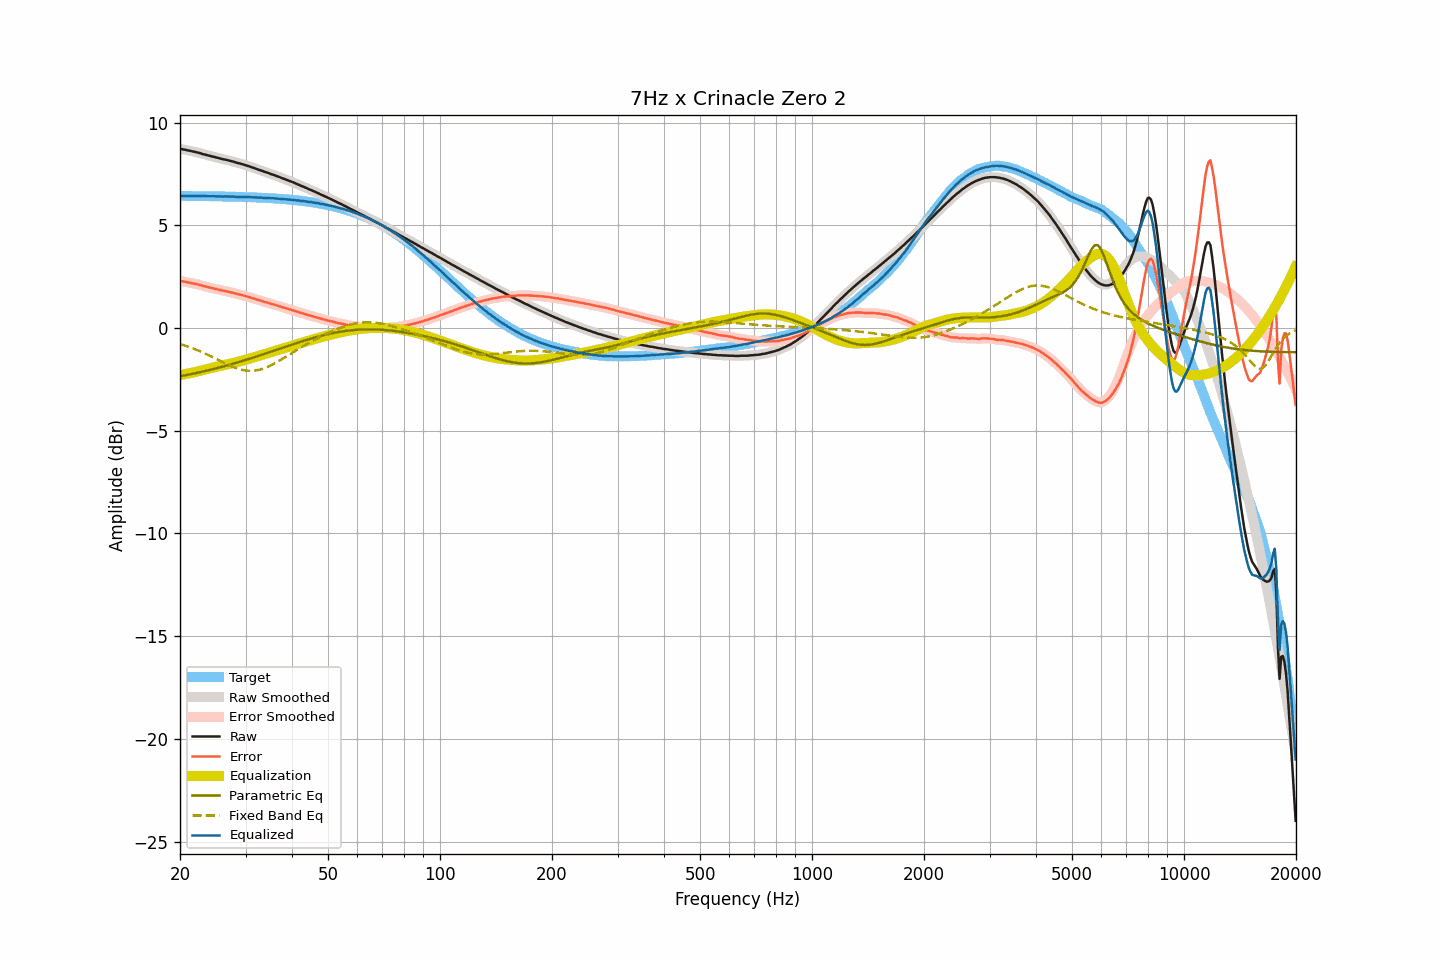 7Hz x Crinacle Zero 2
10
5
0
−5
−10
−15
−20
−25
Amplitude (dBr)
Target
Raw Smoothed
Error Smoothed
Raw
Error
Equalization
Parametric Eq
Fixed Band Eq
Equalized
20 50 100 200 500 1000 2000 5000 10000 20000
Frequency (Hz)